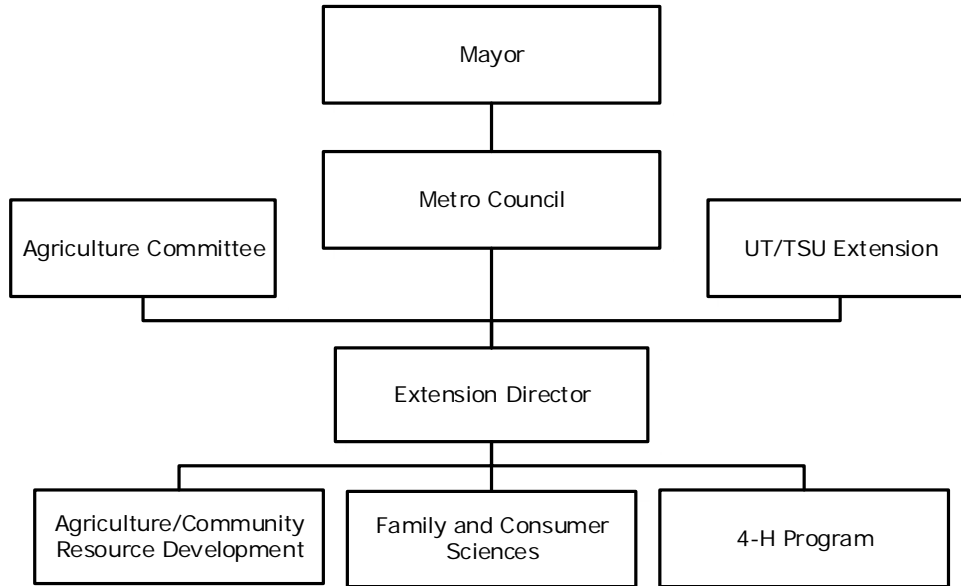 Mayor
Metro Council
Agriculture Committee
UT/TSU Extension
Extension Director
Agriculture/Community
Resource Development
Family and Consumer
Sciences
4-H Program